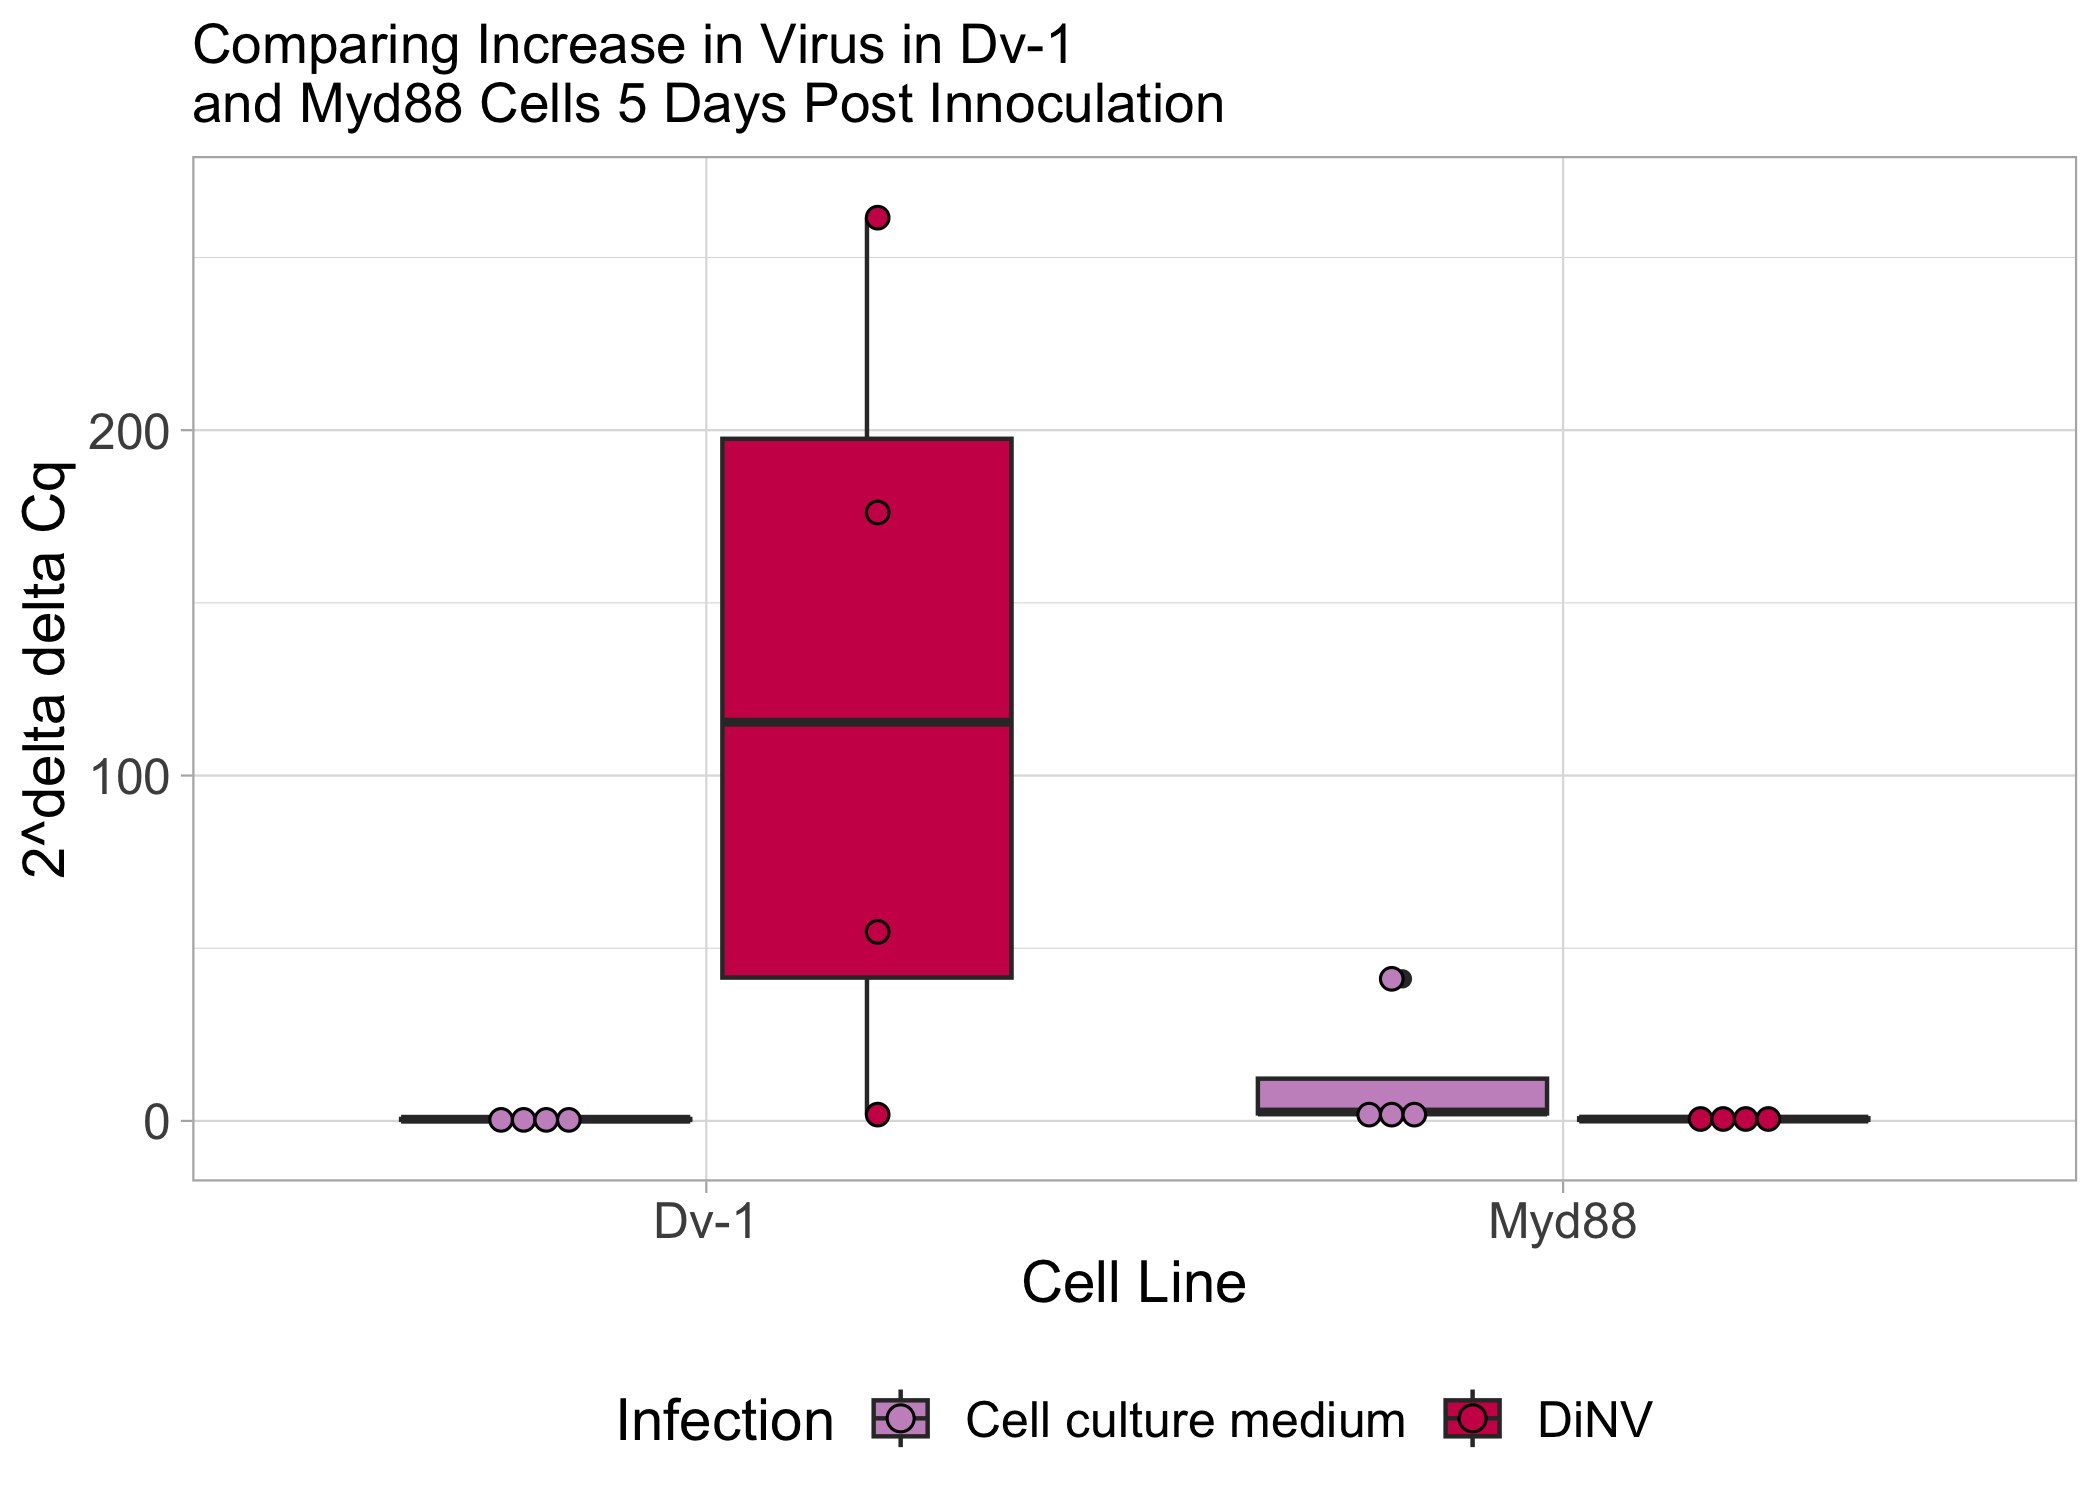 Comparing Increase in Virus in Dv-1
and Myd88 Cells 5 Days Post Innoculation
2^delta delta Cq
200
100
0
Dv-1
Myd88
Cell Line
Infection
Cell culture medium
DiNV